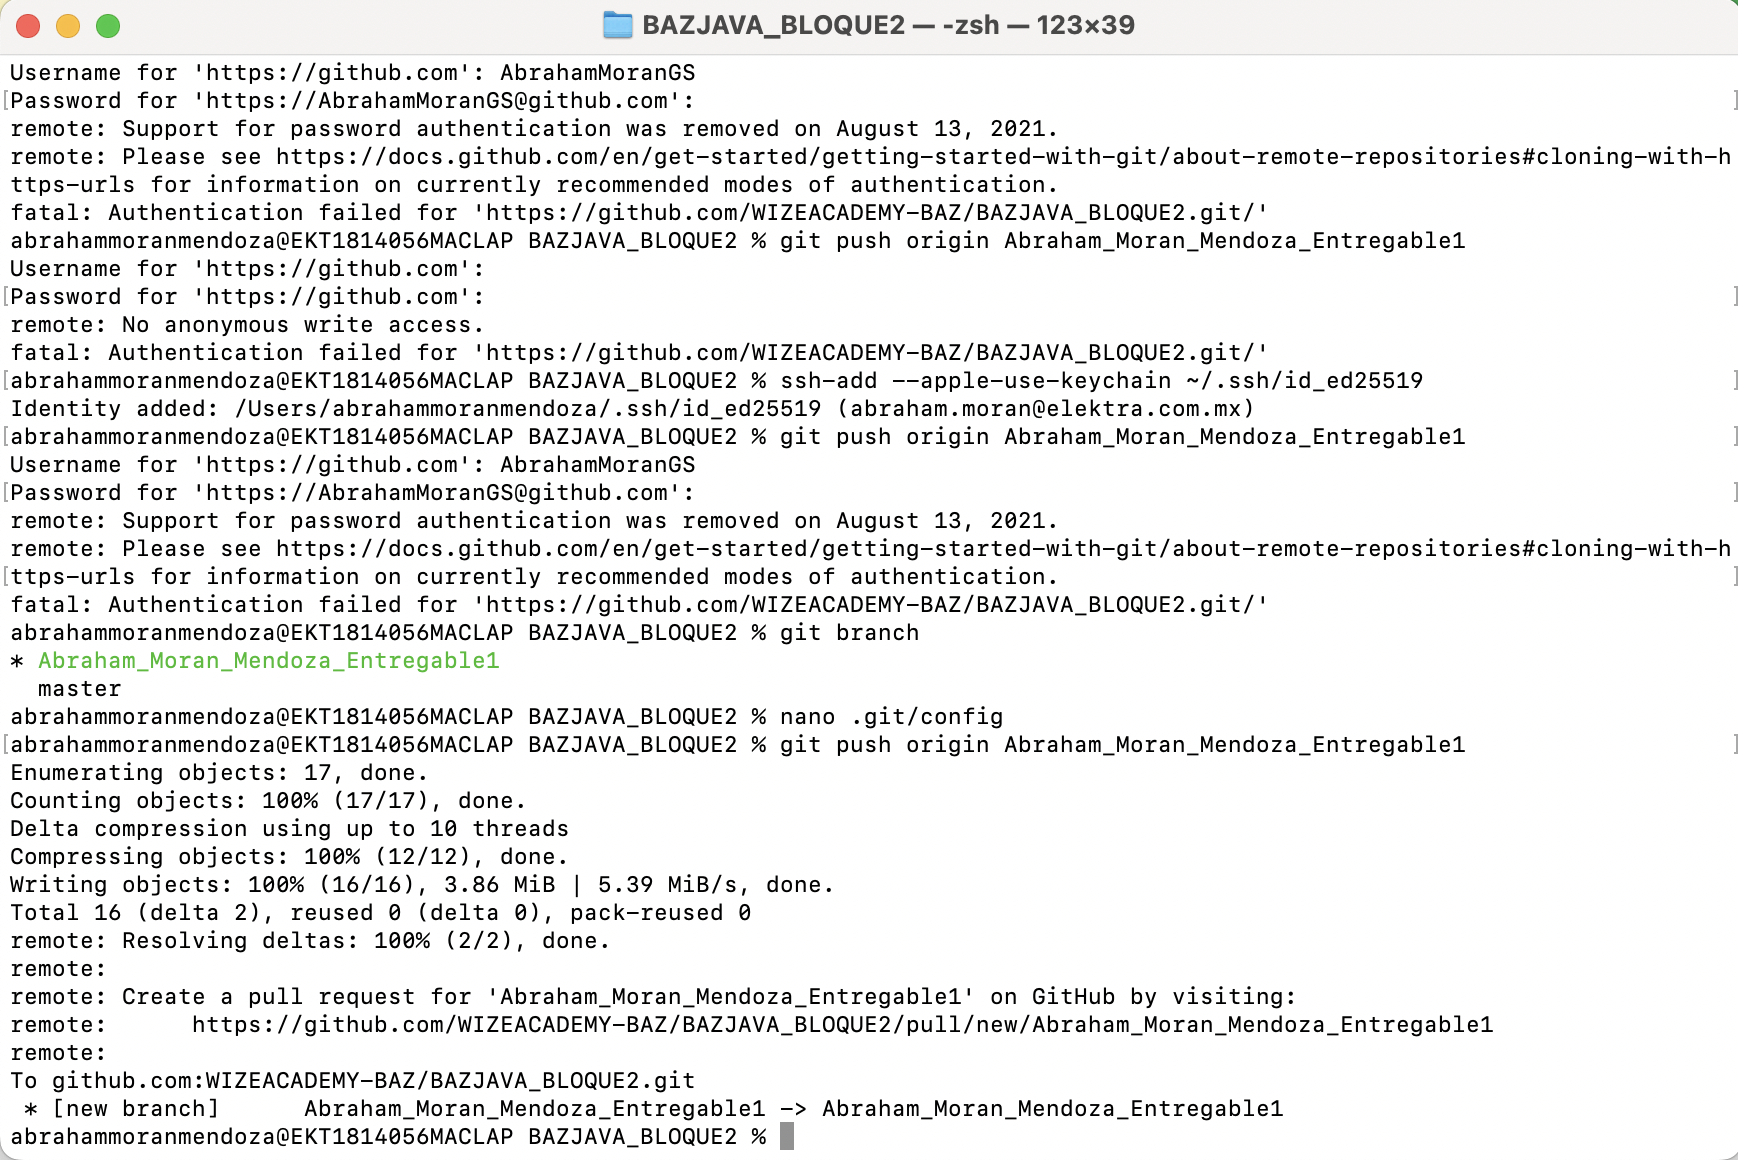 BAZJAVA_BLOQUE2 — -zsh — 123×39
Username for 'https://github.com': AbrahamMoranGS
[Password for 'https://AbrahamMoranGS@github.com': ]
remote: Support for password authentication was removed on August 13, 2021.
remote: Please see https://docs.github.com/en/get-started/getting-started-with-git/about-remote-repositories#cloning-with-h
ttps-urls for information on currently recommended modes of authentication.
fatal: Authentication failed for 'https://github.com/WIZEACADEMY-BAZ/BAZJAVA_BLOQUE2.git/'
abrahammoranmendoza@EKT1814056MACLAP BAZJAVA_BLOQUE2 % git push origin Abraham_Moran_Mendoza_Entregable1
Username for 'https://github.com':
[Password for 'https://github.com': ]
remote: No anonymous write access.
fatal: Authentication failed for 'https://github.com/WIZEACADEMY-BAZ/BAZJAVA_BLOQUE2.git/'
[abrahammoranmendoza@EKT1814056MACLAP BAZJAVA_BLOQUE2 % ssh-add --apple-use-keychain ~/.ssh/id_ed25519 ]
Identity added: /Users/abrahammoranmendoza/.ssh/id_ed25519 (abraham.moran@elektra.com.mx)
[abrahammoranmendoza@EKT1814056MACLAP BAZJAVA_BLOQUE2 % git push origin Abraham_Moran_Mendoza_Entregable1 ]
Username for 'https://github.com': AbrahamMoranGS
[Password for 'https://AbrahamMoranGS@github.com': ]
remote: Support for password authentication was removed on August 13, 2021.
remote: Please see https://docs.github.com/en/get-started/getting-started-with-git/about-remote-repositories#cloning-with-h
[ttps-urls for information on currently recommended modes of authentication. ]
fatal: Authentication failed for 'https://github.com/WIZEACADEMY-BAZ/BAZJAVA_BLOQUE2.git/'
abrahammoranmendoza@EKT1814056MACLAP BAZJAVA_BLOQUE2 % git branch
* Abraham_Moran_Mendoza_Entregable1
  master
abrahammoranmendoza@EKT1814056MACLAP BAZJAVA_BLOQUE2 % nano .git/config
[abrahammoranmendoza@EKT1814056MACLAP BAZJAVA_BLOQUE2 % git push origin Abraham_Moran_Mendoza_Entregable1 ]
Enumerating objects: 17, done.
Counting objects: 100% (17/17), done.
Delta compression using up to 10 threads
Compressing objects: 100% (12/12), done.
Writing objects: 100% (16/16), 3.86 MiB | 5.39 MiB/s, done.
Total 16 (delta 2), reused 0 (delta 0), pack-reused 0
remote: Resolving deltas: 100% (2/2), done.
remote:
remote: Create a pull request for 'Abraham_Moran_Mendoza_Entregable1' on GitHub by visiting:
remote:      https://github.com/WIZEACADEMY-BAZ/BAZJAVA_BLOQUE2/pull/new/Abraham_Moran_Mendoza_Entregable1
remote:
To github.com:WIZEACADEMY-BAZ/BAZJAVA_BLOQUE2.git
 * [new branch]      Abraham_Moran_Mendoza_Entregable1 -> Abraham_Moran_Mendoza_Entregable1
abrahammoranmendoza@EKT1814056MACLAP BAZJAVA_BLOQUE2 %